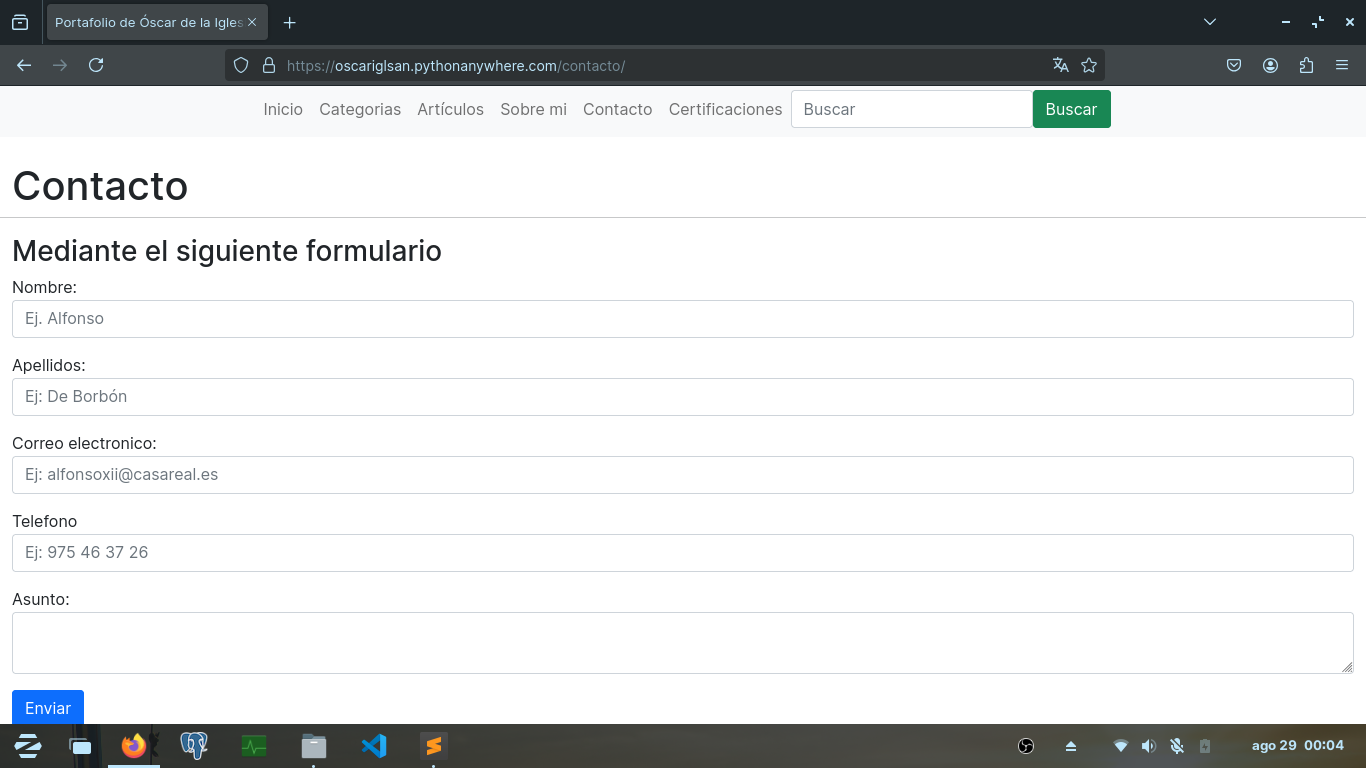 Portafolio de Óscar de la Igles
https://oscariglsan.pythonanywhere.com/contacto/
Inicio Categorias Artículos Sobre mi Contacto Certificaciones Buscar Buscar
Contacto
Mediante el siguiente formulario
Nombre:
Ej. Alfonso
Apellidos:
Ej: De Borbón
Correo electronico:
Ej: alfonsoxii@casareal.es
Telefono
Ej: 975 46 37 26
Asunto:
Enviar
ago 29 00:04